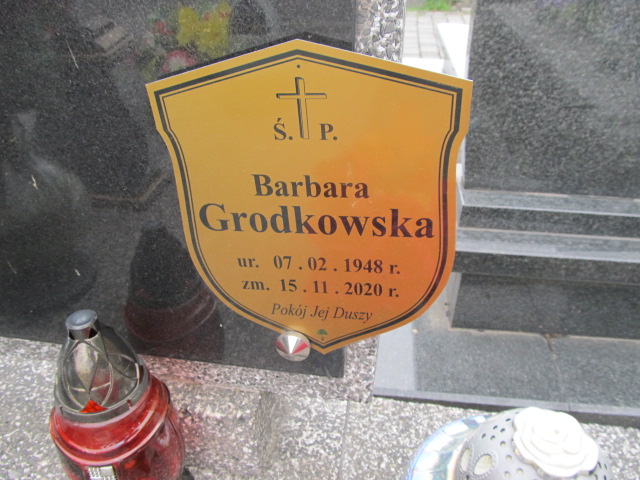 Ś. P.
Barbara
Grodkowska
ur. 07 . 02 . 1948 r.
zm. 15 . 11 . 2020 r.
Pokój Jej Duszy